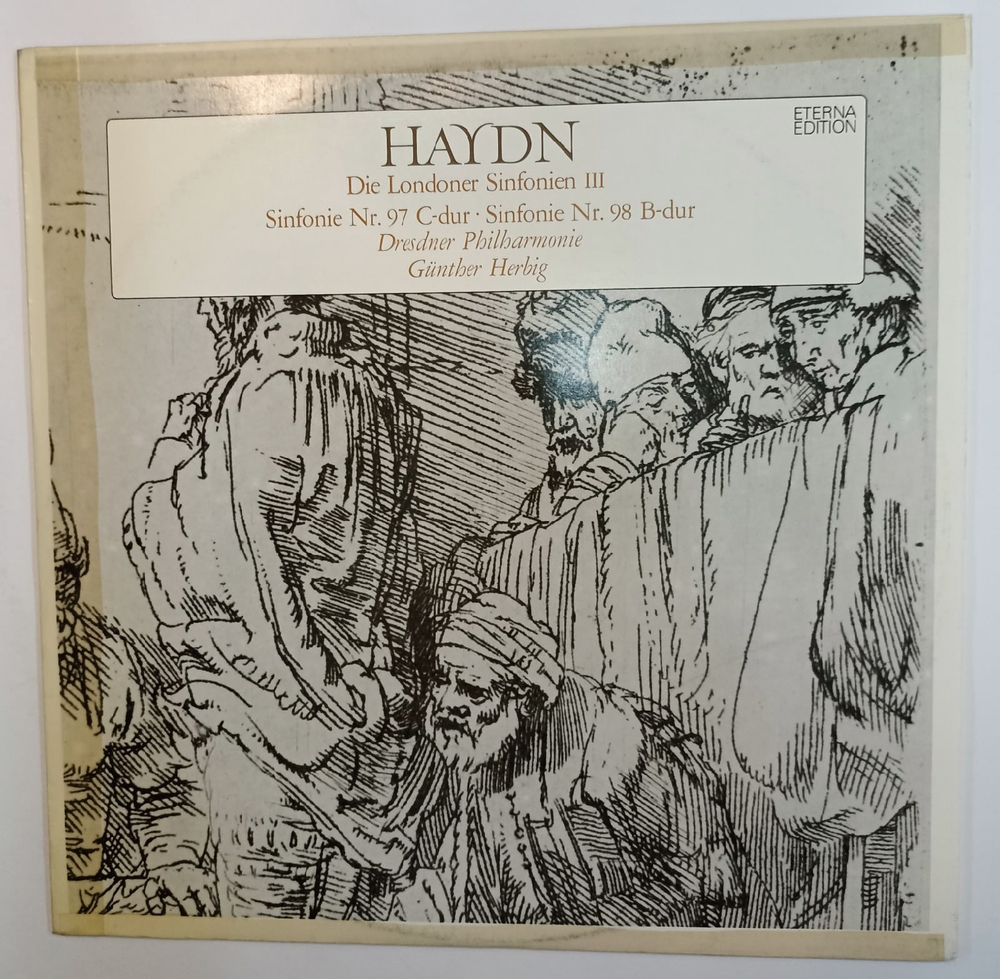 ETERNA
EDITION
HAYDN
Die Londoner Sinfonien III
Sinfonie Nr. 97 C-dur · Sinfonie Nr. 98 B-dur
Dresdner Philharmonie
Günther Herbig